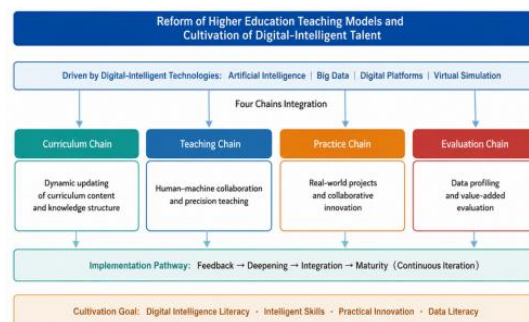 Reform of Higher Education Teaching Models and
Cultivation of Digital-Intelligent Talent
Driven by Digital-Intelligent Technologies: Artificial Intelligence | Big Data | Digital Platforms | Virtual Simulation
Four Chains Integration
Curriculum Chain
Dynamic updating
of curriculum content
and knowledge structure
Teaching Chain
Human-machine collaboration
and precision teaching
Practice Chain
Real-world projects
and collaborative
innovation
Evaluation Chain
Data profiling
and value-added
evaluation
Implementation Pathway: Feedback → Deepening → Integration → Maturity (Continuous Iteration)
Cultivation Goal: Digital Intelligence Literacy · Intelligent Skills · Practical Innovation · Data Literacy